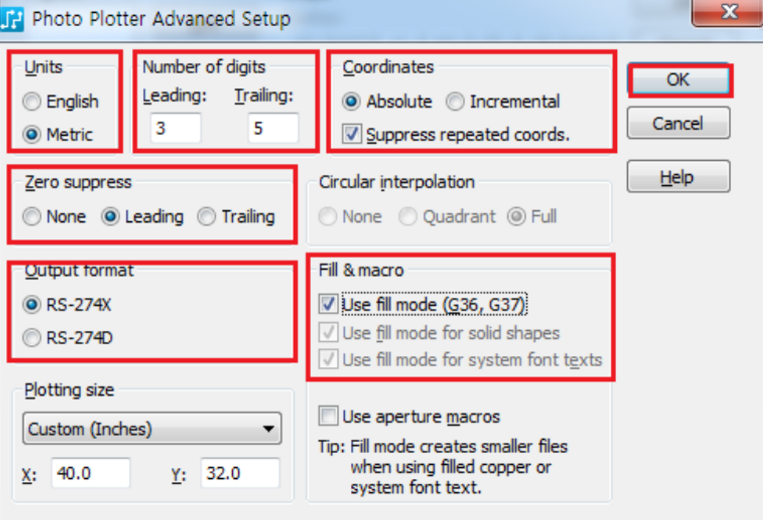 Photo Plotter Advanced Setup
Units
English
Metric
Number of digits
Leading: Trailing:
3 5
Coordinates
Absolute Incremental
Suppress repeated coords.
OK
Cancel
Help
Zero suppress
None Leading Trailing
Circular interpolation
None Quadrant Full
Output format
RS-274X
RS-274D
Fill & macro
Use fill mode (G36, G37)
Use fill mode for solid shapes
Use fill mode for system font texts
Plotting size
Custom (Inches)
X: 40.0 Y: 32.0
Use aperture macros
Tip: Fill mode creates smaller files
when using filled copper or
system font text.